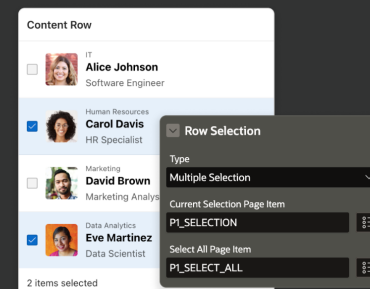 Content Row
IT
Alice Johnson
Software Engineer
Human Resources
Carol Davis
HR Specialist
Marketing
David Brown
Marketing Analys
Data Analytics
Eve Martinez
Data Scientist
2 items selected
Row Selection
Type
Multiple Selection
Current Selection Page Item
P1_SELECTION
Select All Page Item
P1_SELECT_ALL